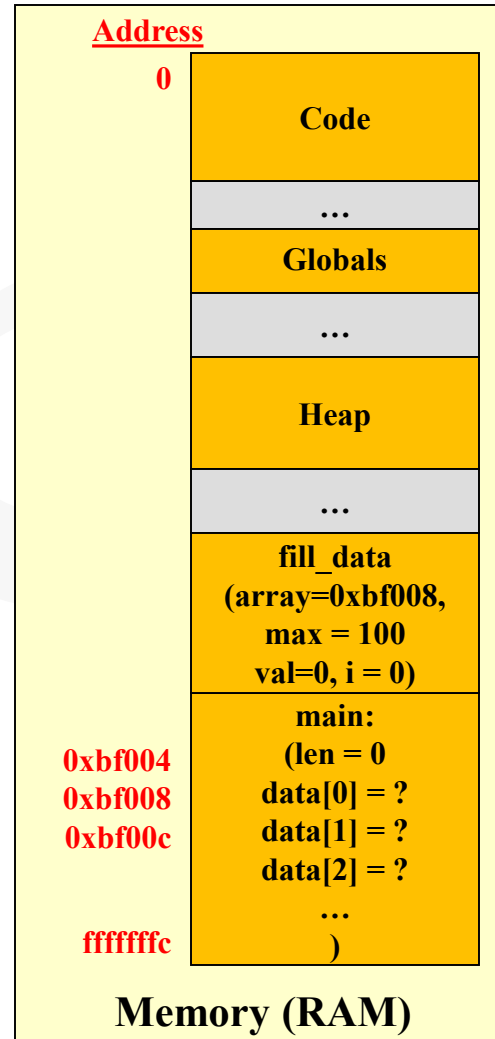 Address
0
Code
...
Globals
...
Heap
...
fill_data
(array=0xbf008,
max = 100
val=0, i = 0)
main:
0xbf004 (len = 0
0xbf008 data[0] = ?
0xbf00c data[1] = ?
data[2] = ?
...
fffffffc )
Memory (RAM)